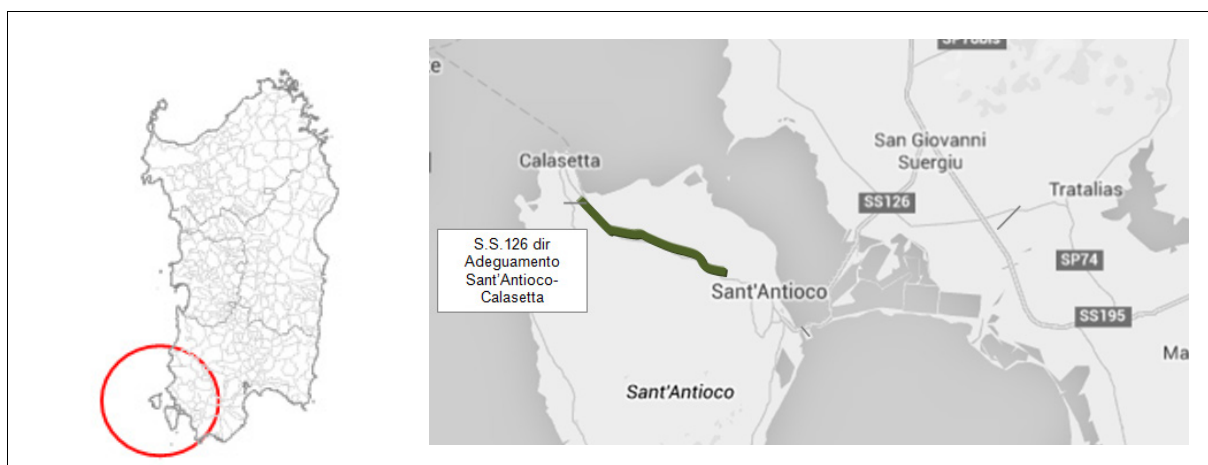 Calasetta
San Giovanni
Suergiu
Tratalias
SS126
S.S.126 dir
Adeguamento
Sant'Antioco-
Calasetta
SP74
Sant'Antioco
SS195
Ma
Sant'Antioco